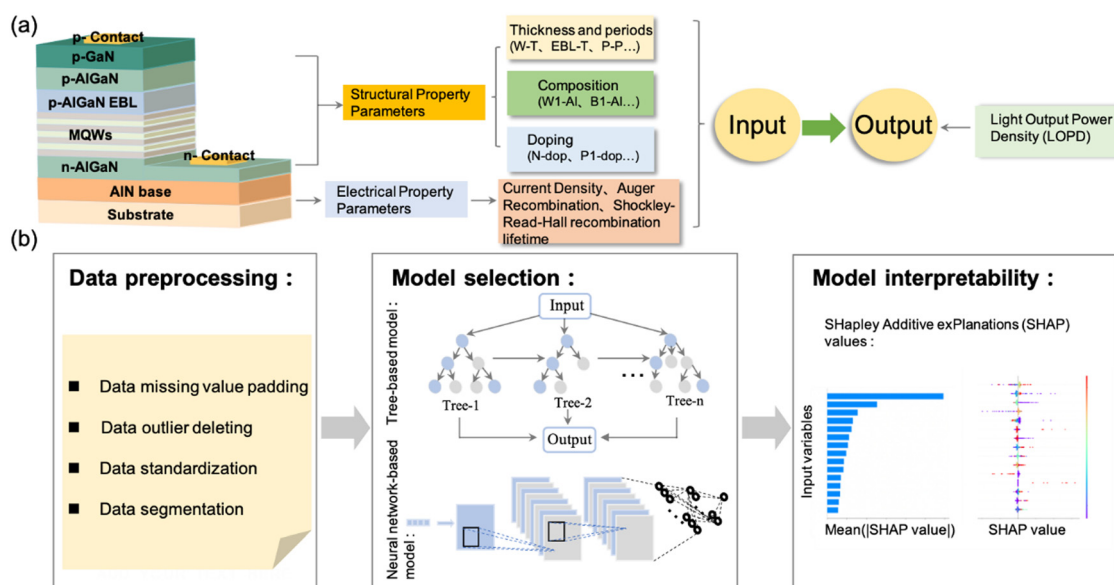 (a)
p- Contact
p-GaN
p-AlGaN
p-AlGaN EBL
MQWs
n- Contact
n-AlGaN
AlN base
Substrate
Structural Property
Parameters
Electrical Property
Parameters
Thickness and periods
(W-T、EBL-T、P-P…)
Composition
(W1-Al、B1-Al…)
Doping
(N-dop、P1-dop…)
Current Density、Auger
Recombination、Shockley-
Read-Hall recombination
lifetime
Input
Output
Light Output Power
Density (LOPD)
(b)
Data preprocessing :
■ Data missing value padding
■ Data outlier deleting
■ Data standardization
■ Data segmentation
Model selection :
Tree-based model :
Input
Tree-1
Tree-2
Tree-n
Output
Neural network-based
model :
Model interpretability :
SHapley Additive exPlanations (SHAP)
values :
Input variables
Mean(|SHAP value|)
SHAP value